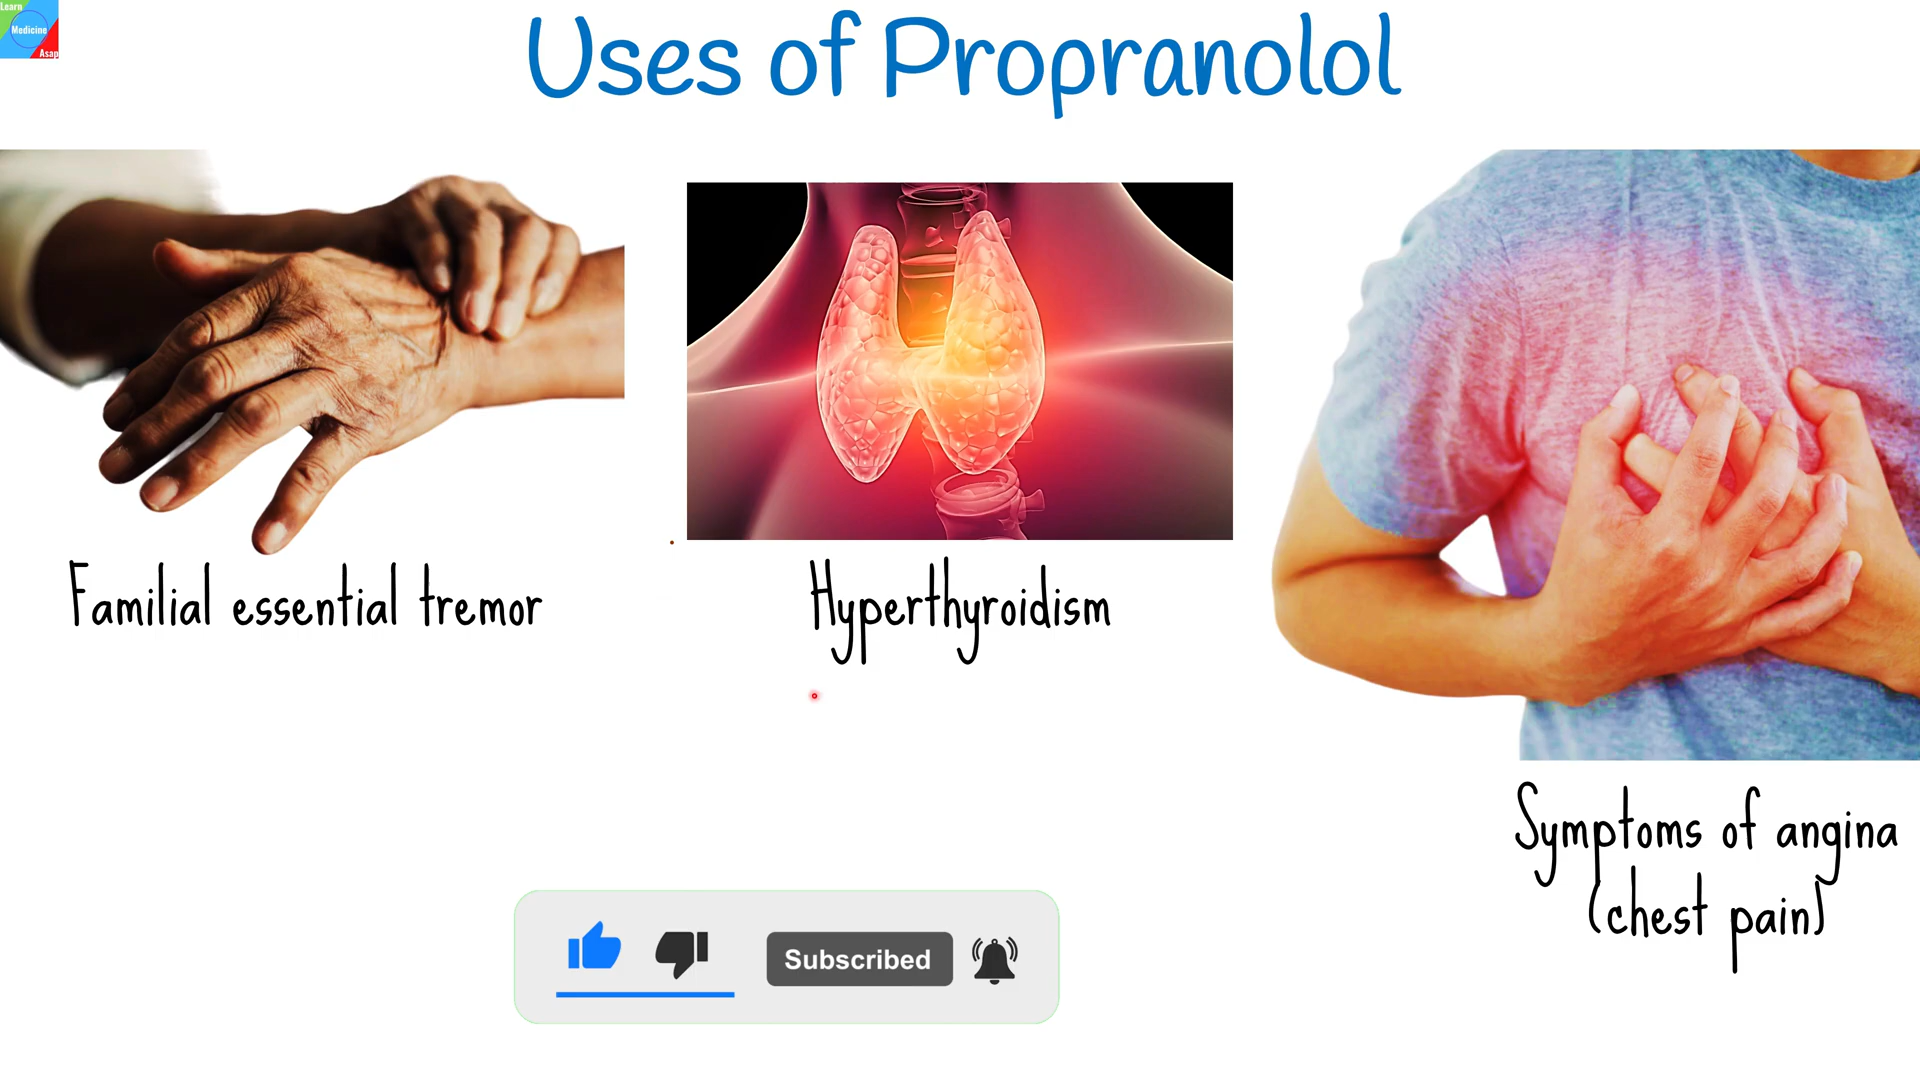 Learn
Medicine
Asap
Uses of Propranolol
Familial essential tremor
Hyperthyroidism
Symptoms of angina
(chest pain)
Subscribed